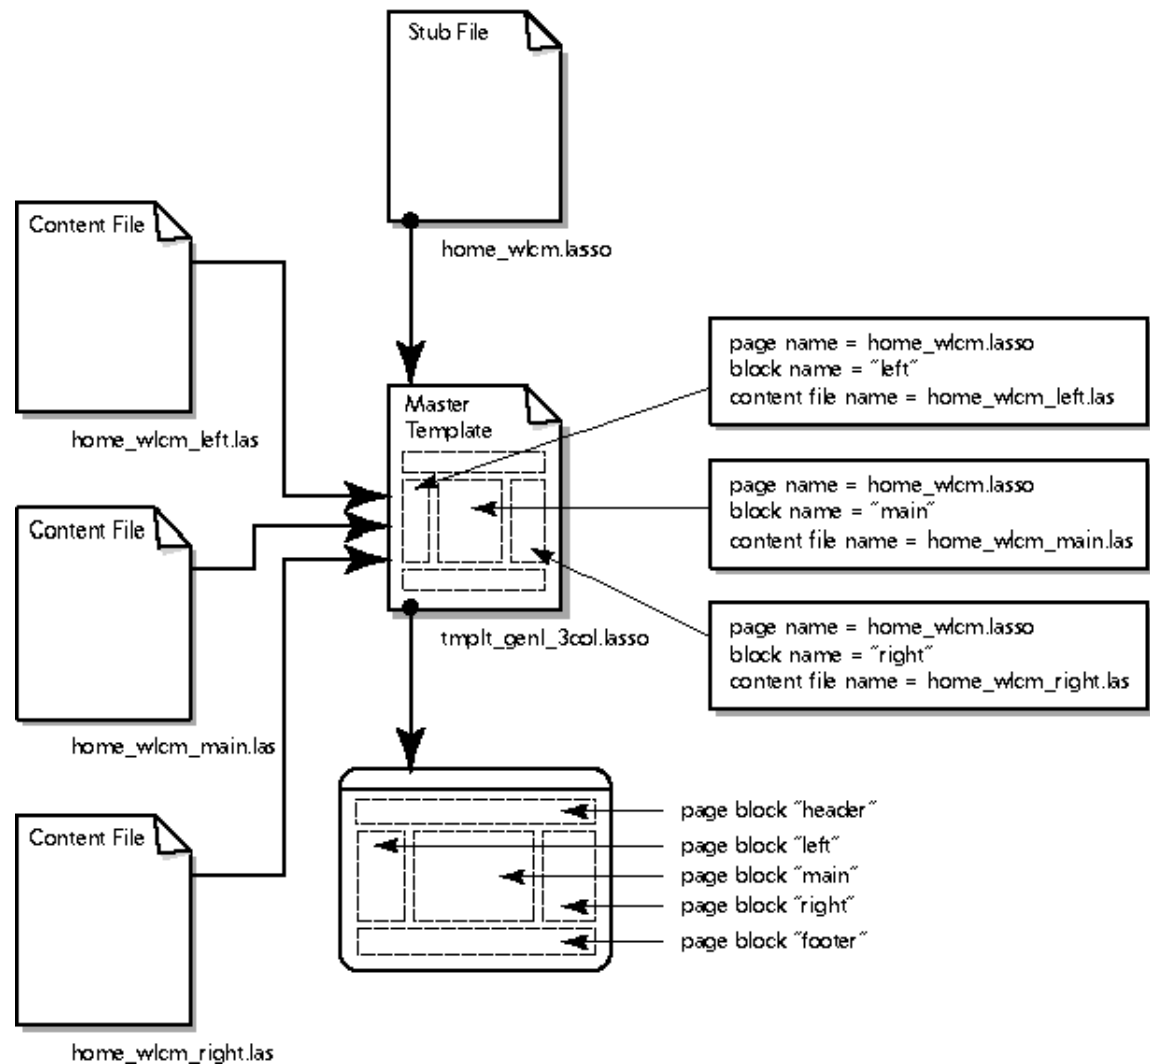 Stub File
home_wlcm.lasso
Content File
home_wlcm_left.las
page name = home_wlcm.lasso
block name = "left"
content file name = home_wlcm_left.las
Master
Template
page name = home_wlcm.lasso
block name = "main"
content file name = home_wlcm_main.las
Content File
home_wlcm_main.las
tmplt_genl_3col.lasso
page name = home_wlcm.lasso
block name = "right"
content file name = home_wlcm_right.las
page block "header"
page block "left"
page block "main"
page block "right"
page block "footer"
Content File
home_wlcm_right.las